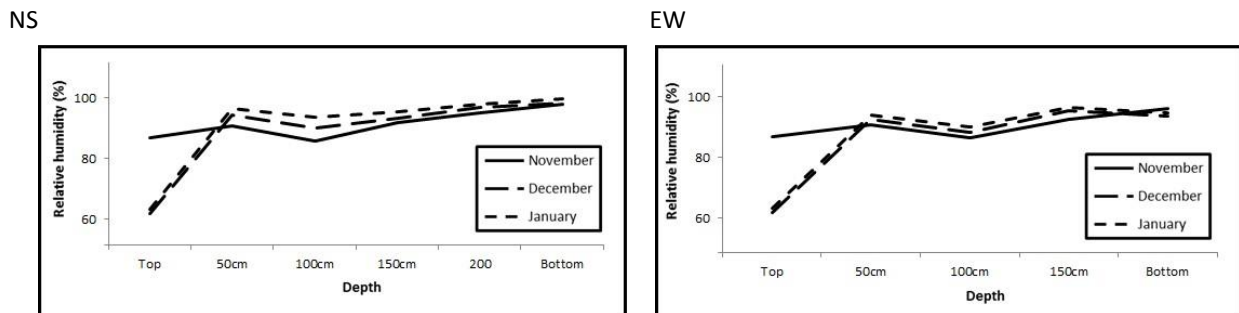 NS
Relative humidity (%)
100
80
60
November
December
January
Top 50cm 100cm 150cm 200 Bottom
Depth
EW
Relative humidity (%)
100
80
60
November
December
January
Top 50cm 100cm 150cm Bottom
Depth